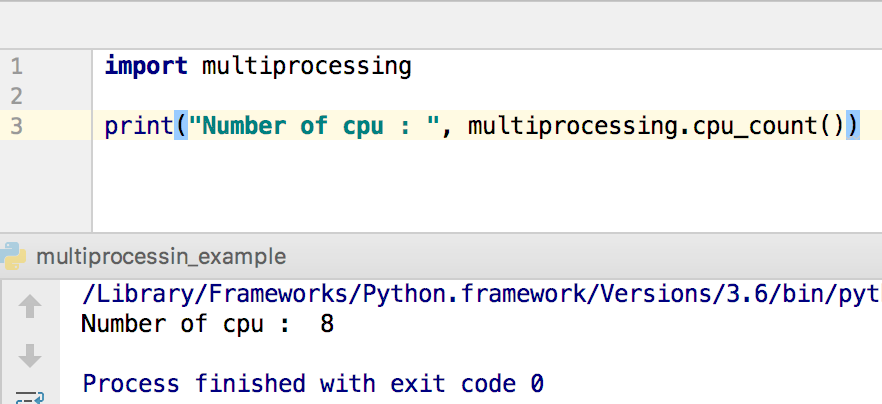 1 import multiprocessing
2
3 print("Number of cpu : ", multiprocessing.cpu_count())
multiprocessin_example
/Library/Frameworks/Python.framework/Versions/3.6/bin/pyt
Number of cpu :  8
Process finished with exit code 0